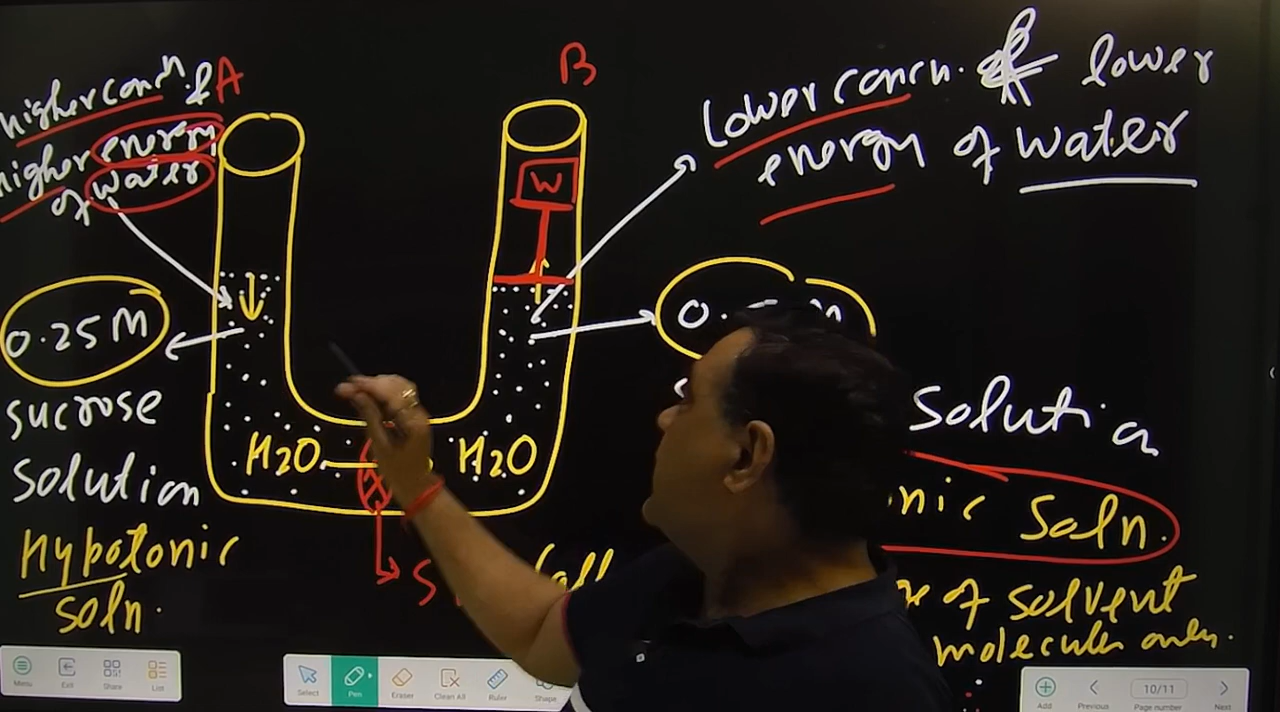 A
B
higher concn of
higher energy
of water
W
Lower concn. of lower
energy of water
0.25 M
sucrose
solution
Hypotonic
soln.
H2O
H2O
0.
solution
nic soln.
of solvent
molecules only.
Menu
Exit
Share
List
Select
Pen
Eraser
Clean All
Ruler
Shape
Add
Previous
10/11
Page number
Next